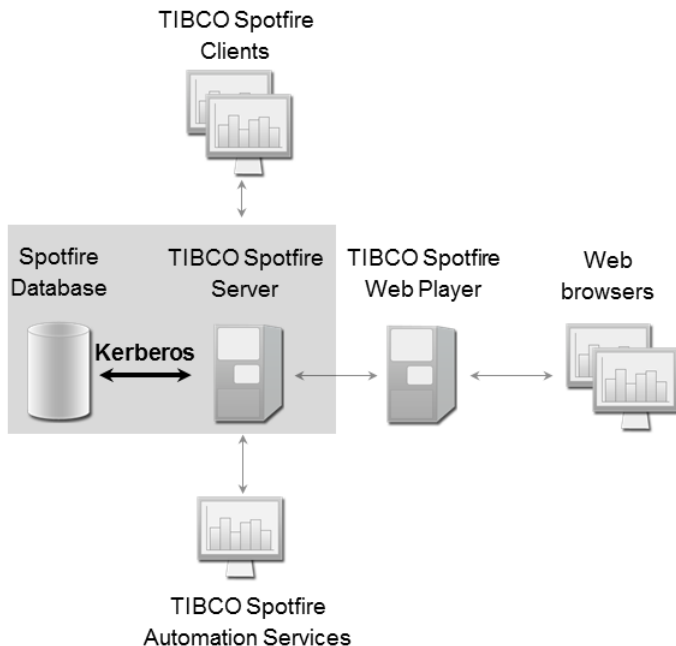 TIBCO Spotfire
Clients
Spotfire
Database
TIBCO Spotfire
Server
TIBCO Spotfire
Web Player
Web
browsers
Kerberos
TIBCO Spotfire
Automation Services